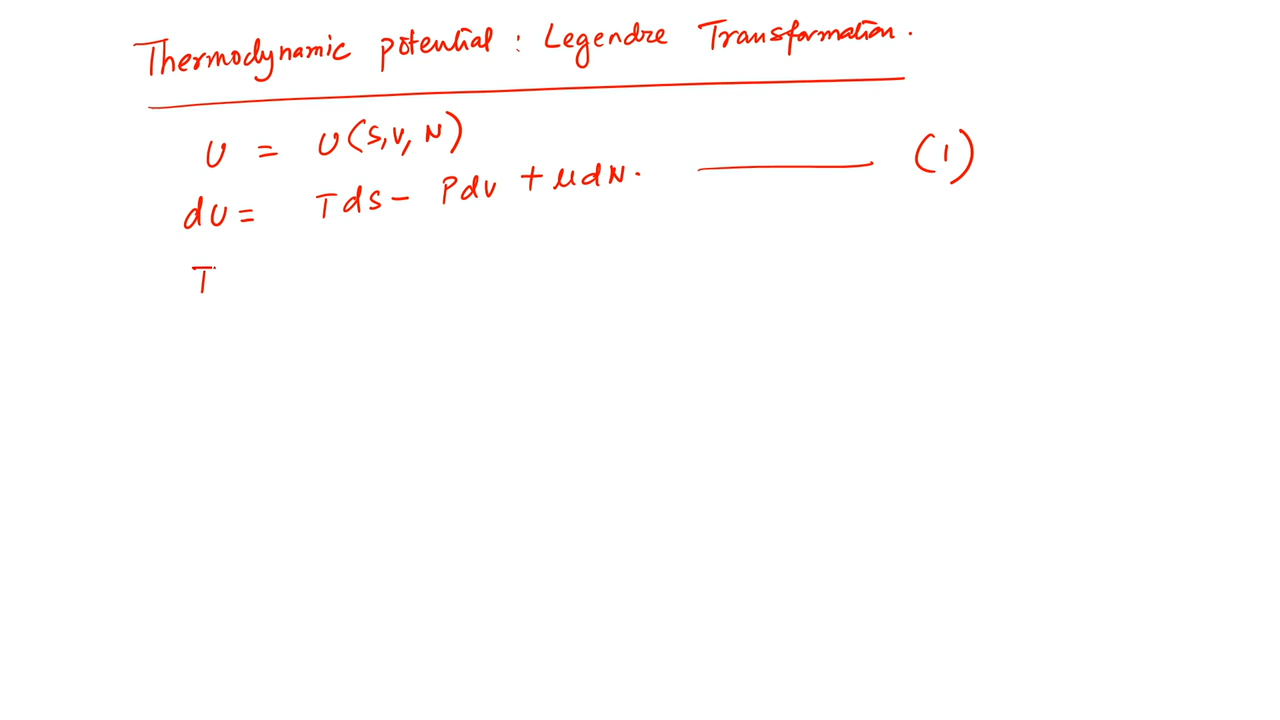 Thermodynamic potential : Legendre Transformation.
U = U(S,V,N)
dU = Tds - Pdv + μdN. ——— (1)
T